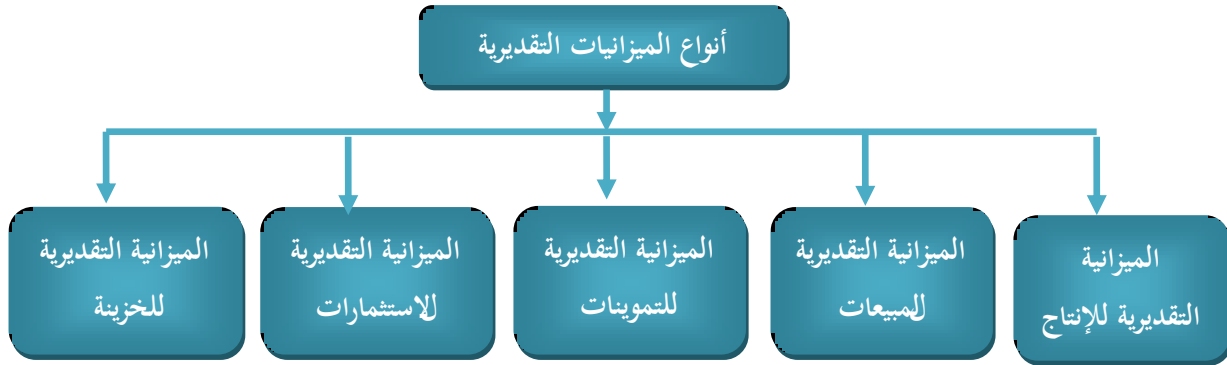 أنواع الميزانيات التقديرية
الميزانية
التقديرية للإنتاج
الميزانية التقديرية
للمبيعات
الميزانية التقديرية
للتموينات
الميزانية التقديرية
للاستثمارات
الميزانية التقديرية
للخزينة